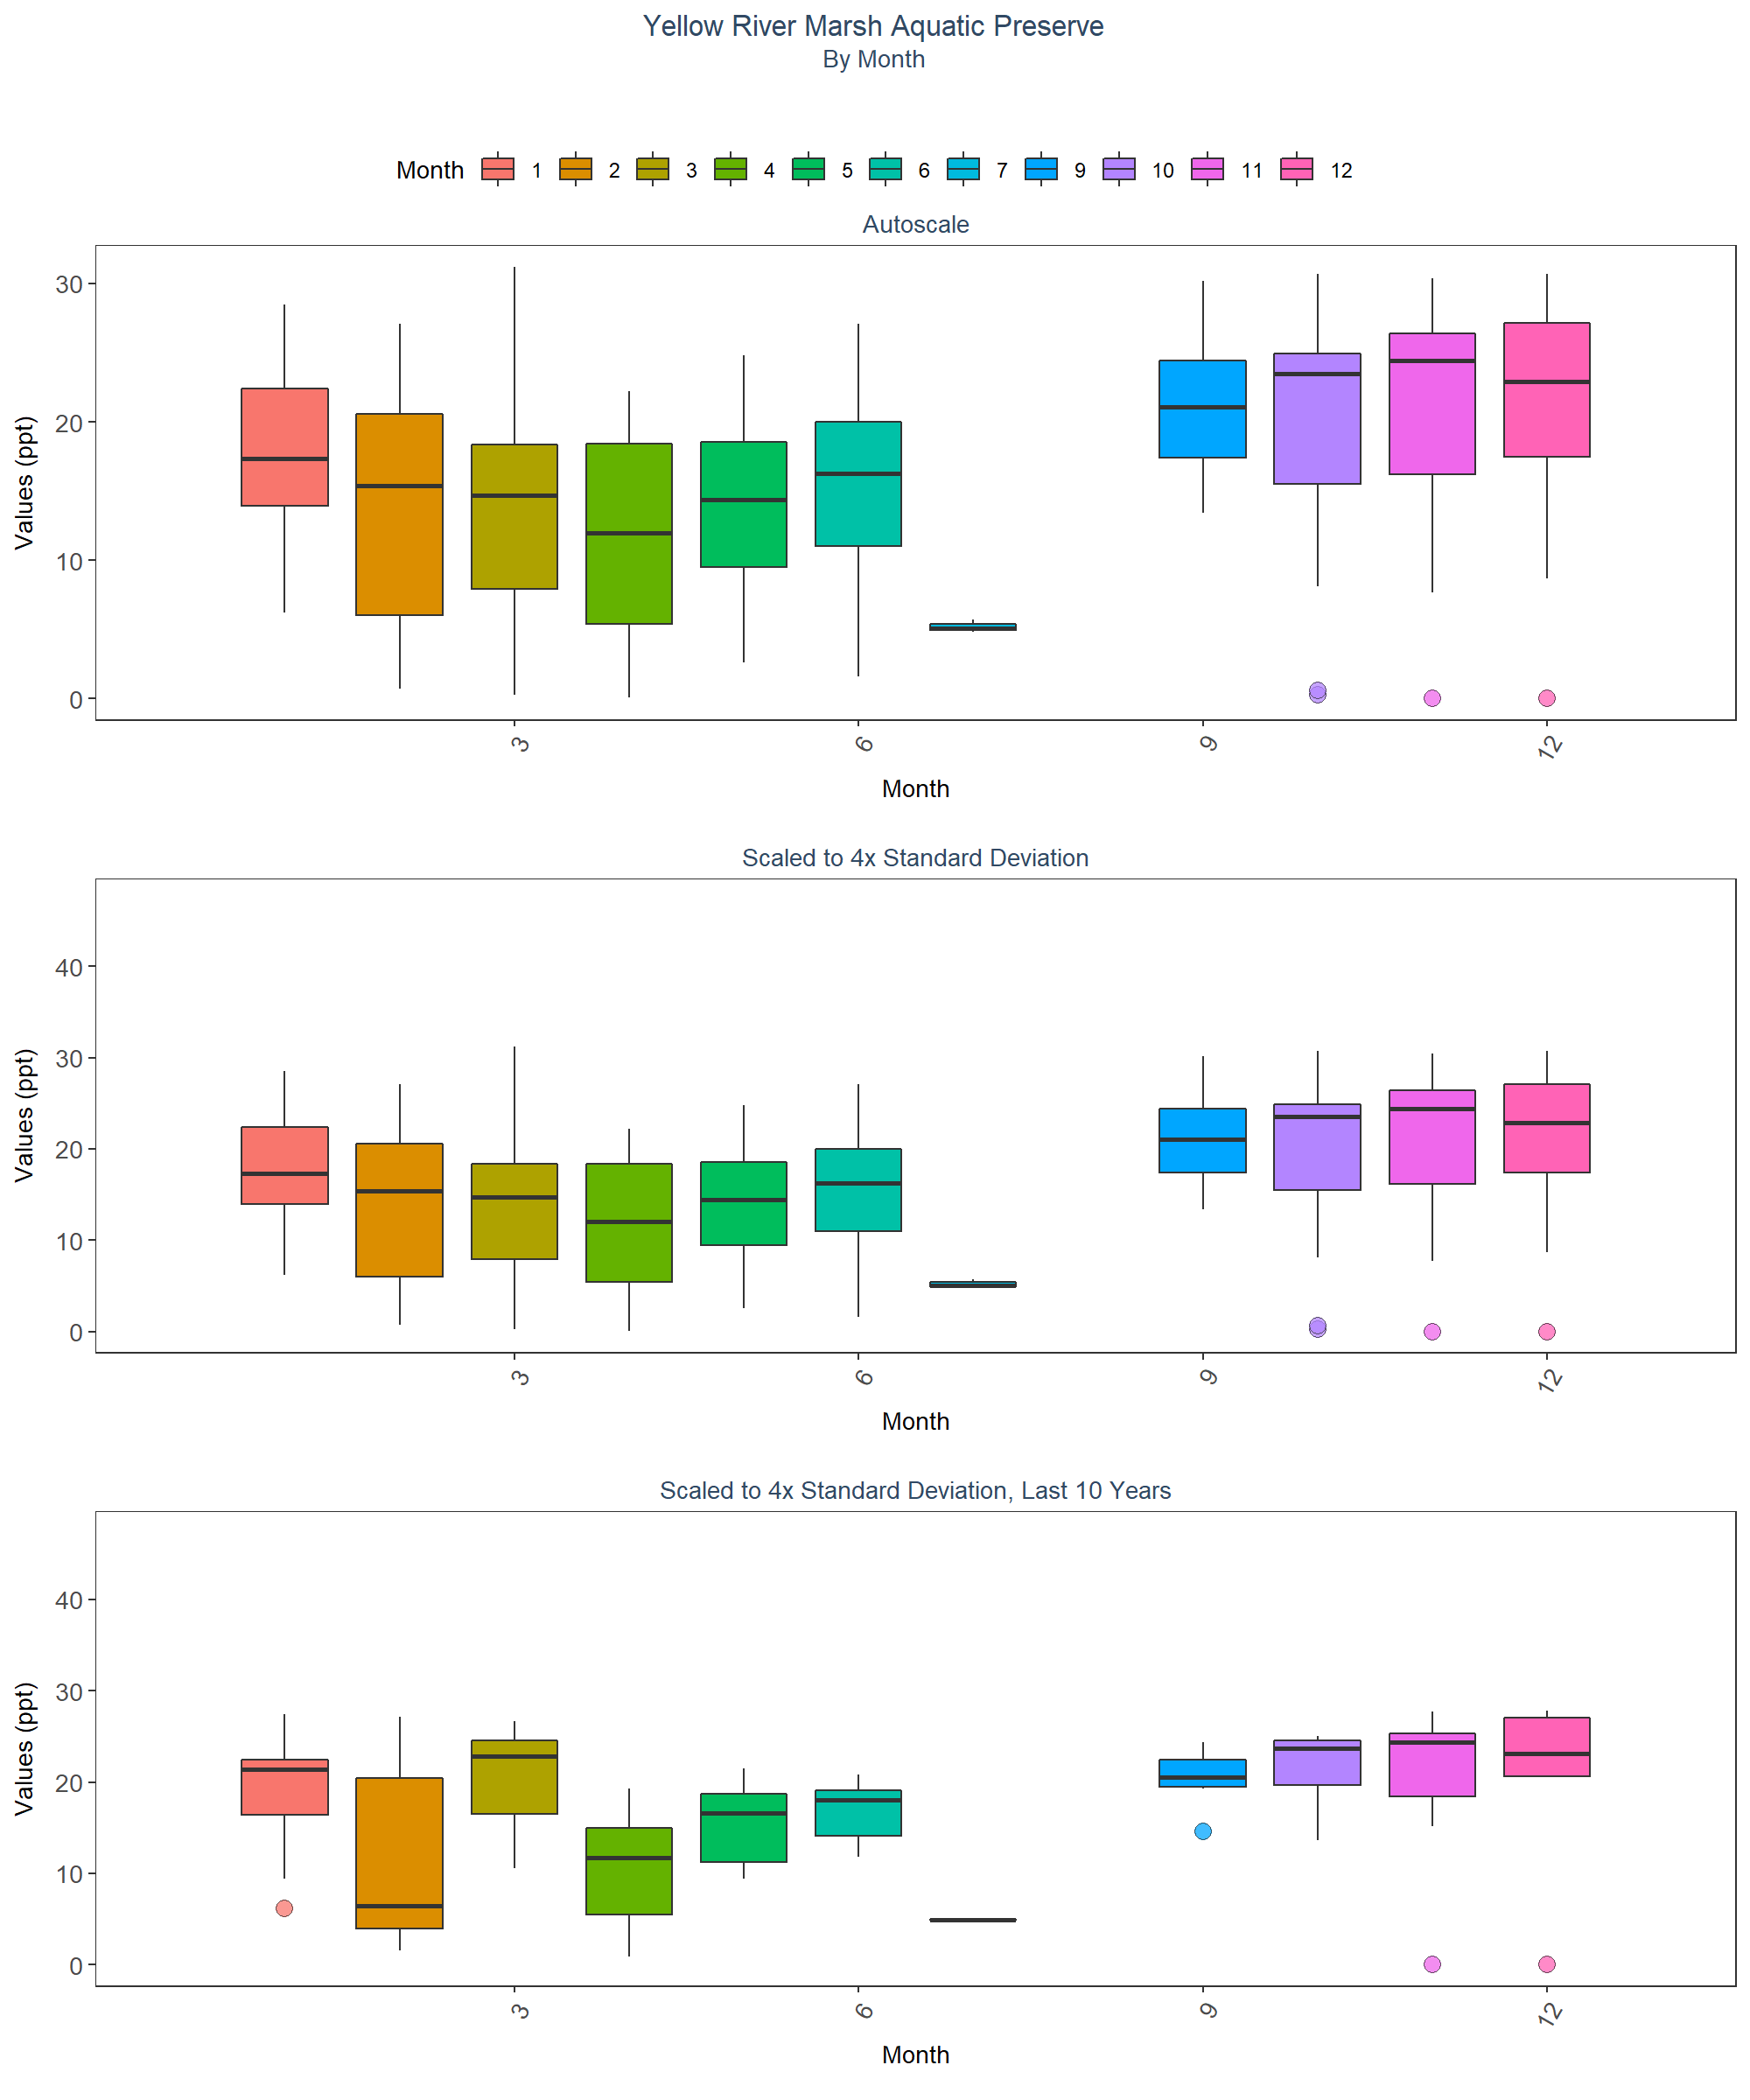 Yellow River Marsh Aquatic Preserve
By Month
Month 1 2 3 4 5 6 7 9 10 11 12
Autoscale
Values (ppt)
30
20
10
0
3 6 9 12
Month
Scaled to 4x Standard Deviation
Values (ppt)
40
30
20
10
0
3 6 9 12
Month
Scaled to 4x Standard Deviation, Last 10 Years
Values (ppt)
40
30
20
10
0
3 6 9 12
Month